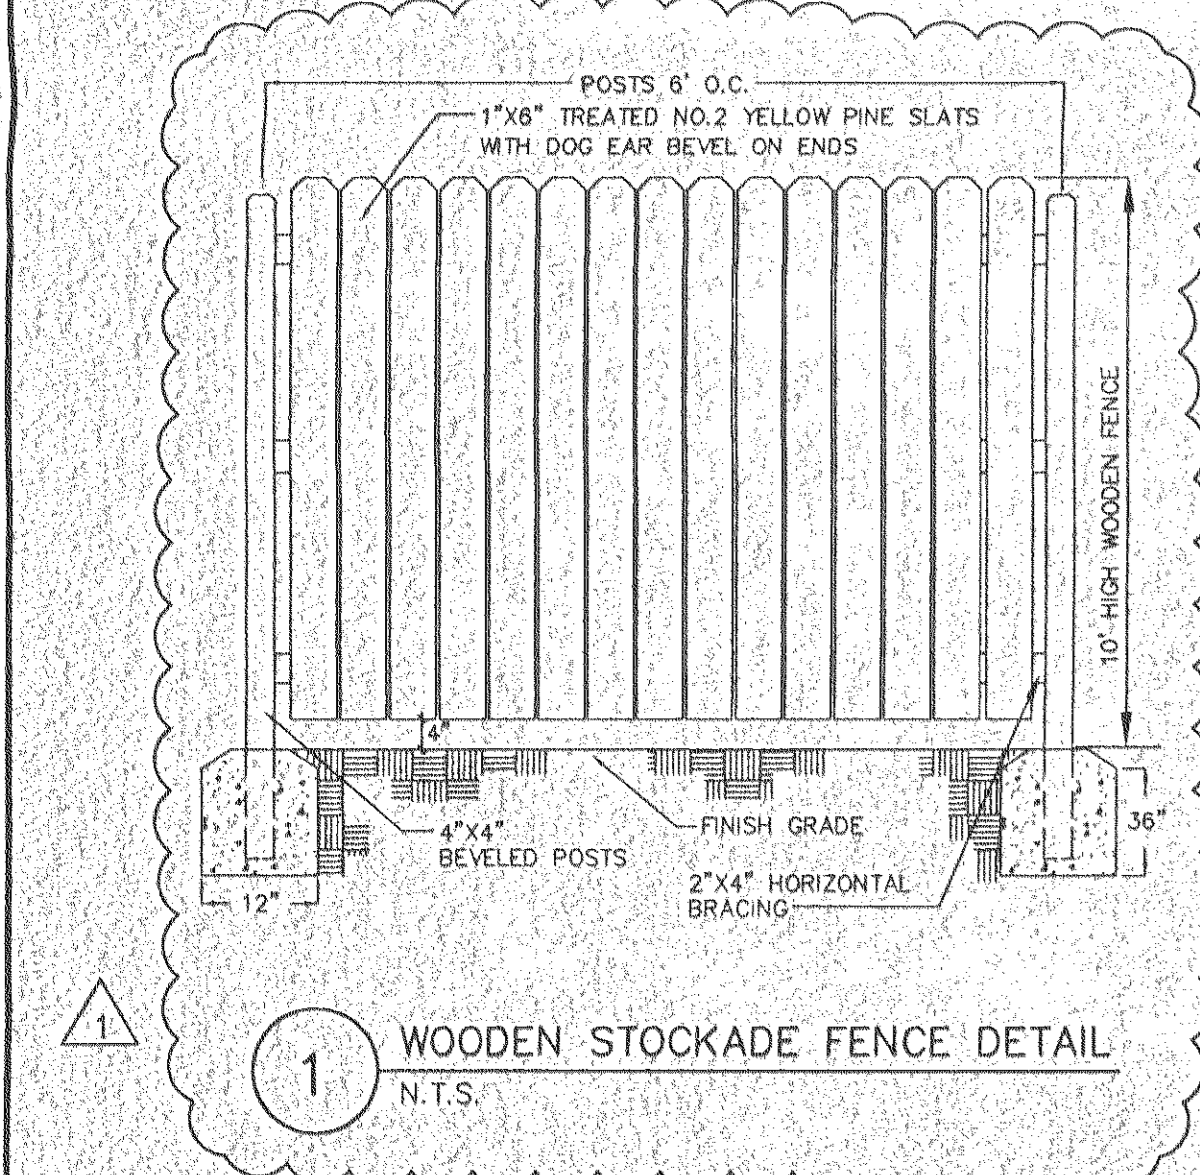 POSTS 6' O.C.
1"X6" TREATED NO.2 YELLOW PINE SLATS
WITH DOG EAR BEVEL ON ENDS
10' HIGH WOODEN FENCE
4"
4"X4"
BEVELED POSTS
FINISH GRADE
36"
2"X4" HORIZONTAL
BRACING
12"
1
1
WOODEN STOCKADE FENCE DETAIL
N.T.S.